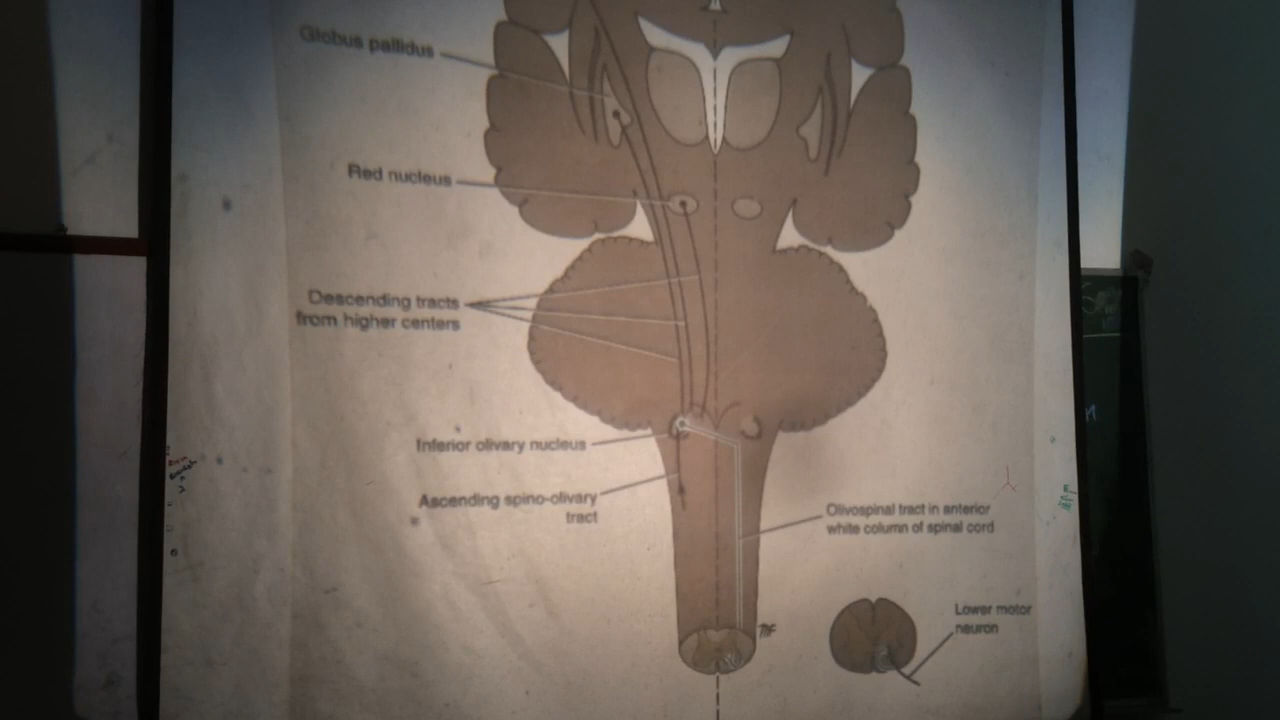 Globus pallidus
Red nucleus
Descending tracts
from higher centers
Inferior olivary nucleus
Ascending spino-olivary
tract
Olivospinal tract in anterior
white column of spinal cord
Lower motor
neuron